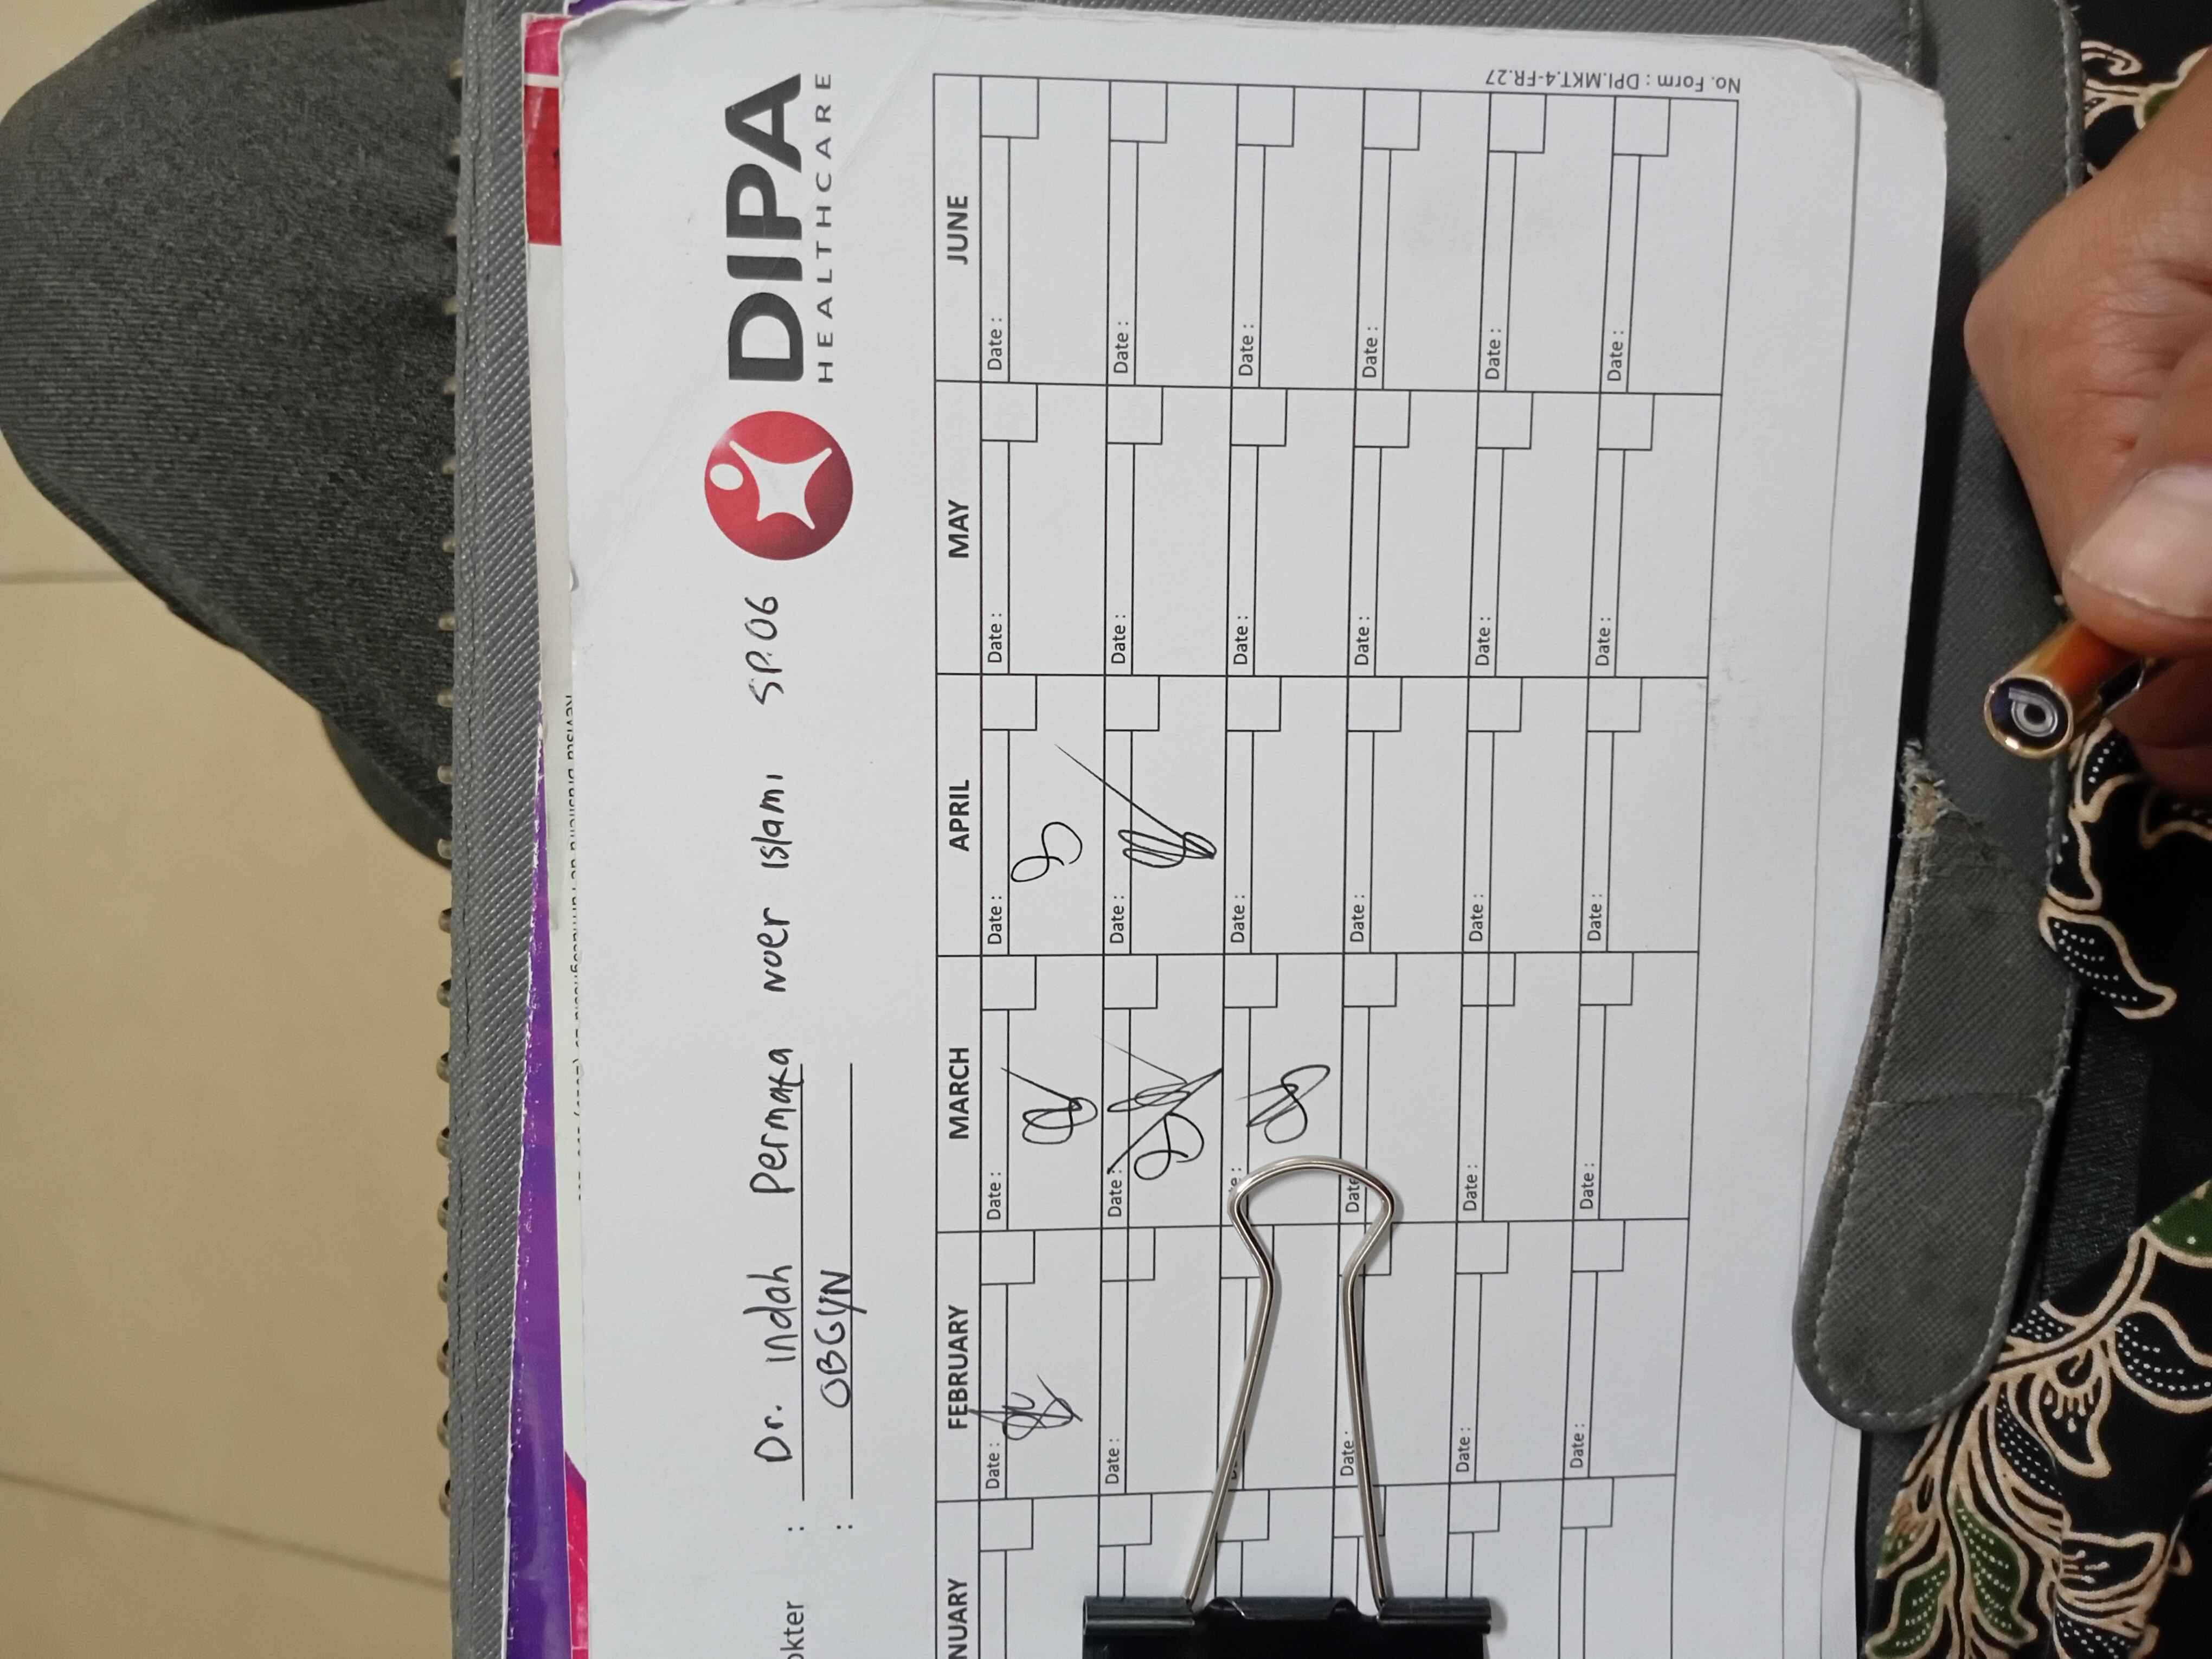 DIPA
HEALTHCARE
okter : Dr. Indah Permata Noer Islami SP.OG
: OBGYN
NUARY FEBRUARY MARCH APRIL MAY JUNE
Date : Date : Date : Date : Date :
Date : Date : Date : Date : Date :
Date : Date : Date :
Date : Date : Date : Date : Date :
Date : Date : Date : Date : Date :
Date : Date : Date : Date : Date :
No. Form : DPI.MKT.4-FR.27